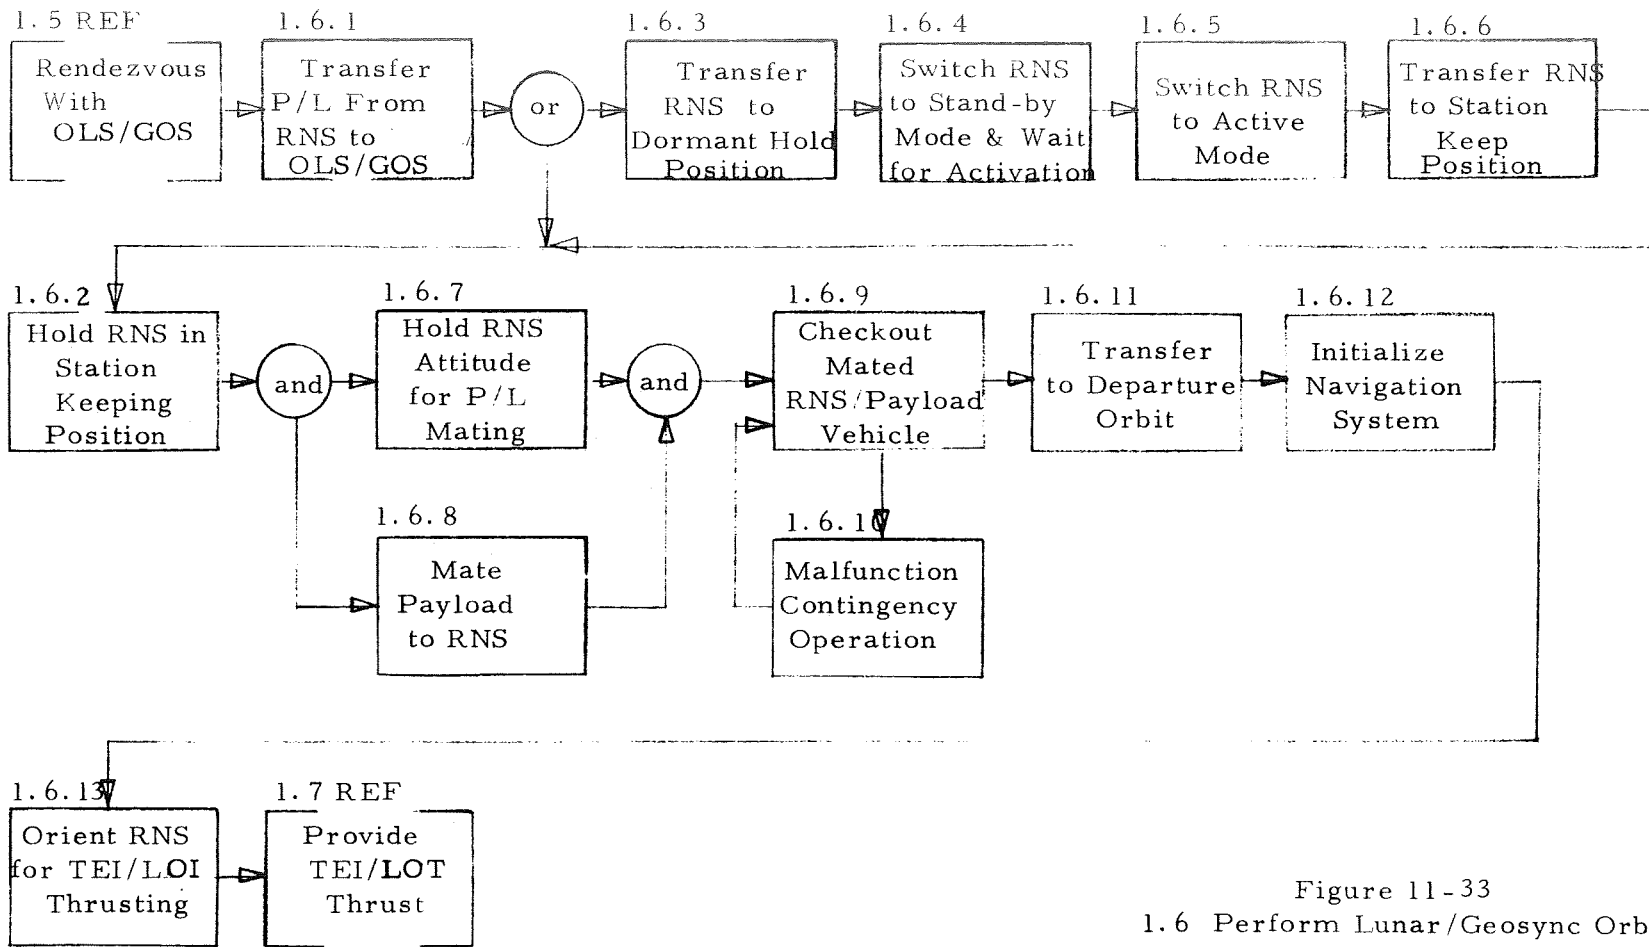 1.5 REF
Rendezvous
With
OLS/GOS
1.6.1
Transfer
P/L From
RNS to
OLS/GOS
or
1.6.3
Transfer
RNS to
Dormant Hold
Position
1.6.4
Switch RNS
to Stand-by
Mode & Wait
for Activation
1.6.5
Switch RNS
to Active
Mode
1.6.6
Transfer RNS
to Station
Keep
Position
1.6.2
Hold RNS in
Station
Keeping
Position
and
1.6.7
Hold RNS
Attitude
for P/L
Mating
and
1.6.8
Mate
Payload
to RNS
1.6.9
Checkout
Mated
RNS/Payload
Vehicle
1.6.10
Malfunction
Contingency
Operation
1.6.11
Transfer
to Departure
Orbit
1.6.12
Initialize
Navigation
System
1.6.13
Orient RNS
for TEI/LOI
Thrusting
1.7 REF
Provide
TEI/LOT
Thrust
Figure 11-33
1.6 Perform Lunar/Geosync Orb